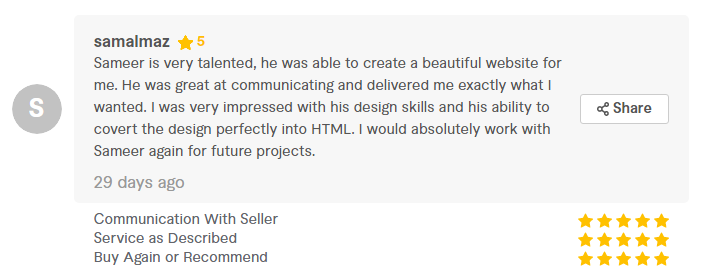 samalmaz 5
Sameer is very talented, he was able to create a beautiful website for
me. He was great at communicating and delivered me exactly what I
wanted. I was very impressed with his design skills and his ability to
covert the design perfectly into HTML. I would absolutely work with
Sameer again for future projects.
S
Share
29 days ago
Communication With Seller
Service as Described
Buy Again or Recommend